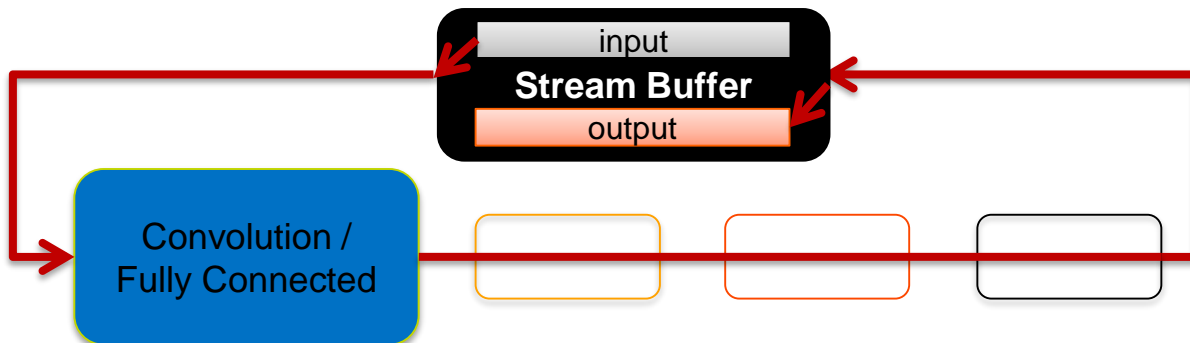 input
Stream Buffer
output
Convolution /
Fully Connected